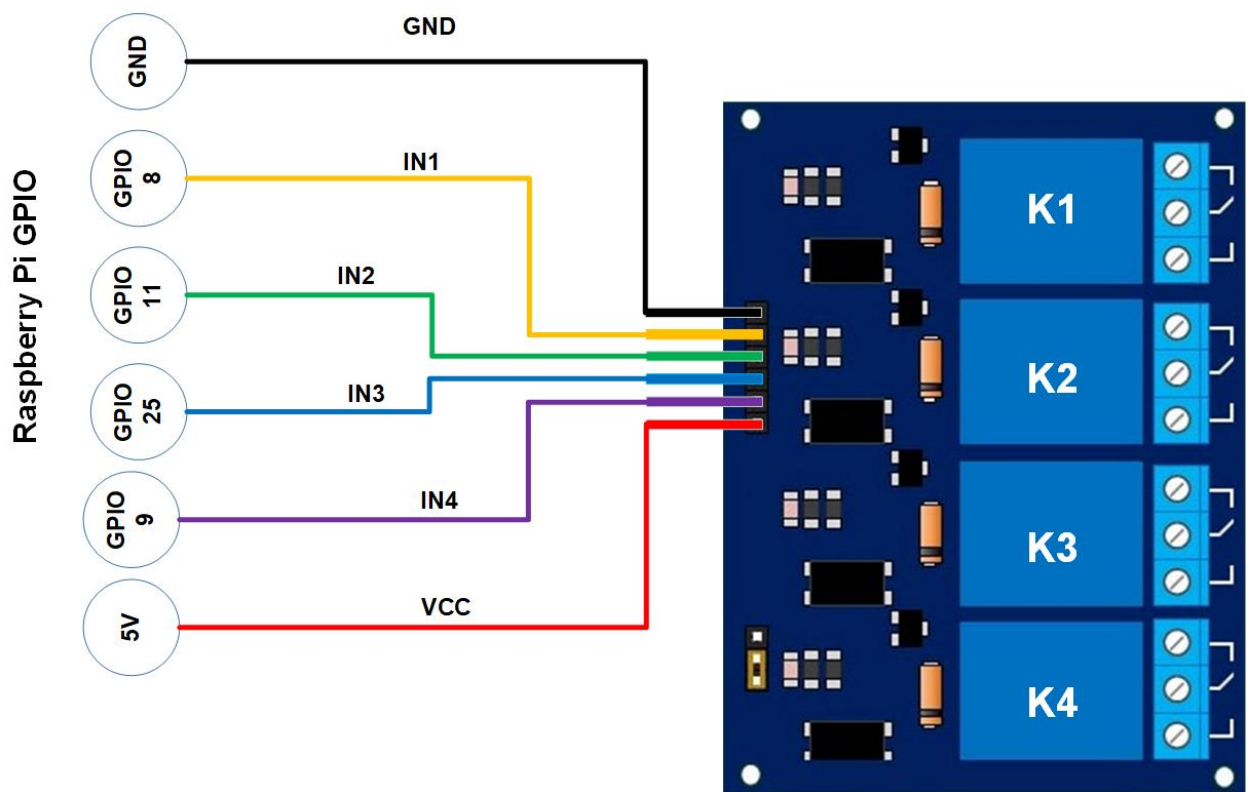 Raspberry Pi GPIO
GND
GND
GPIO
8
IN1
GPIO
11
IN2
GPIO
25
IN3
GPIO
9
IN4
5V
VCC
K1
K2
K3
K4